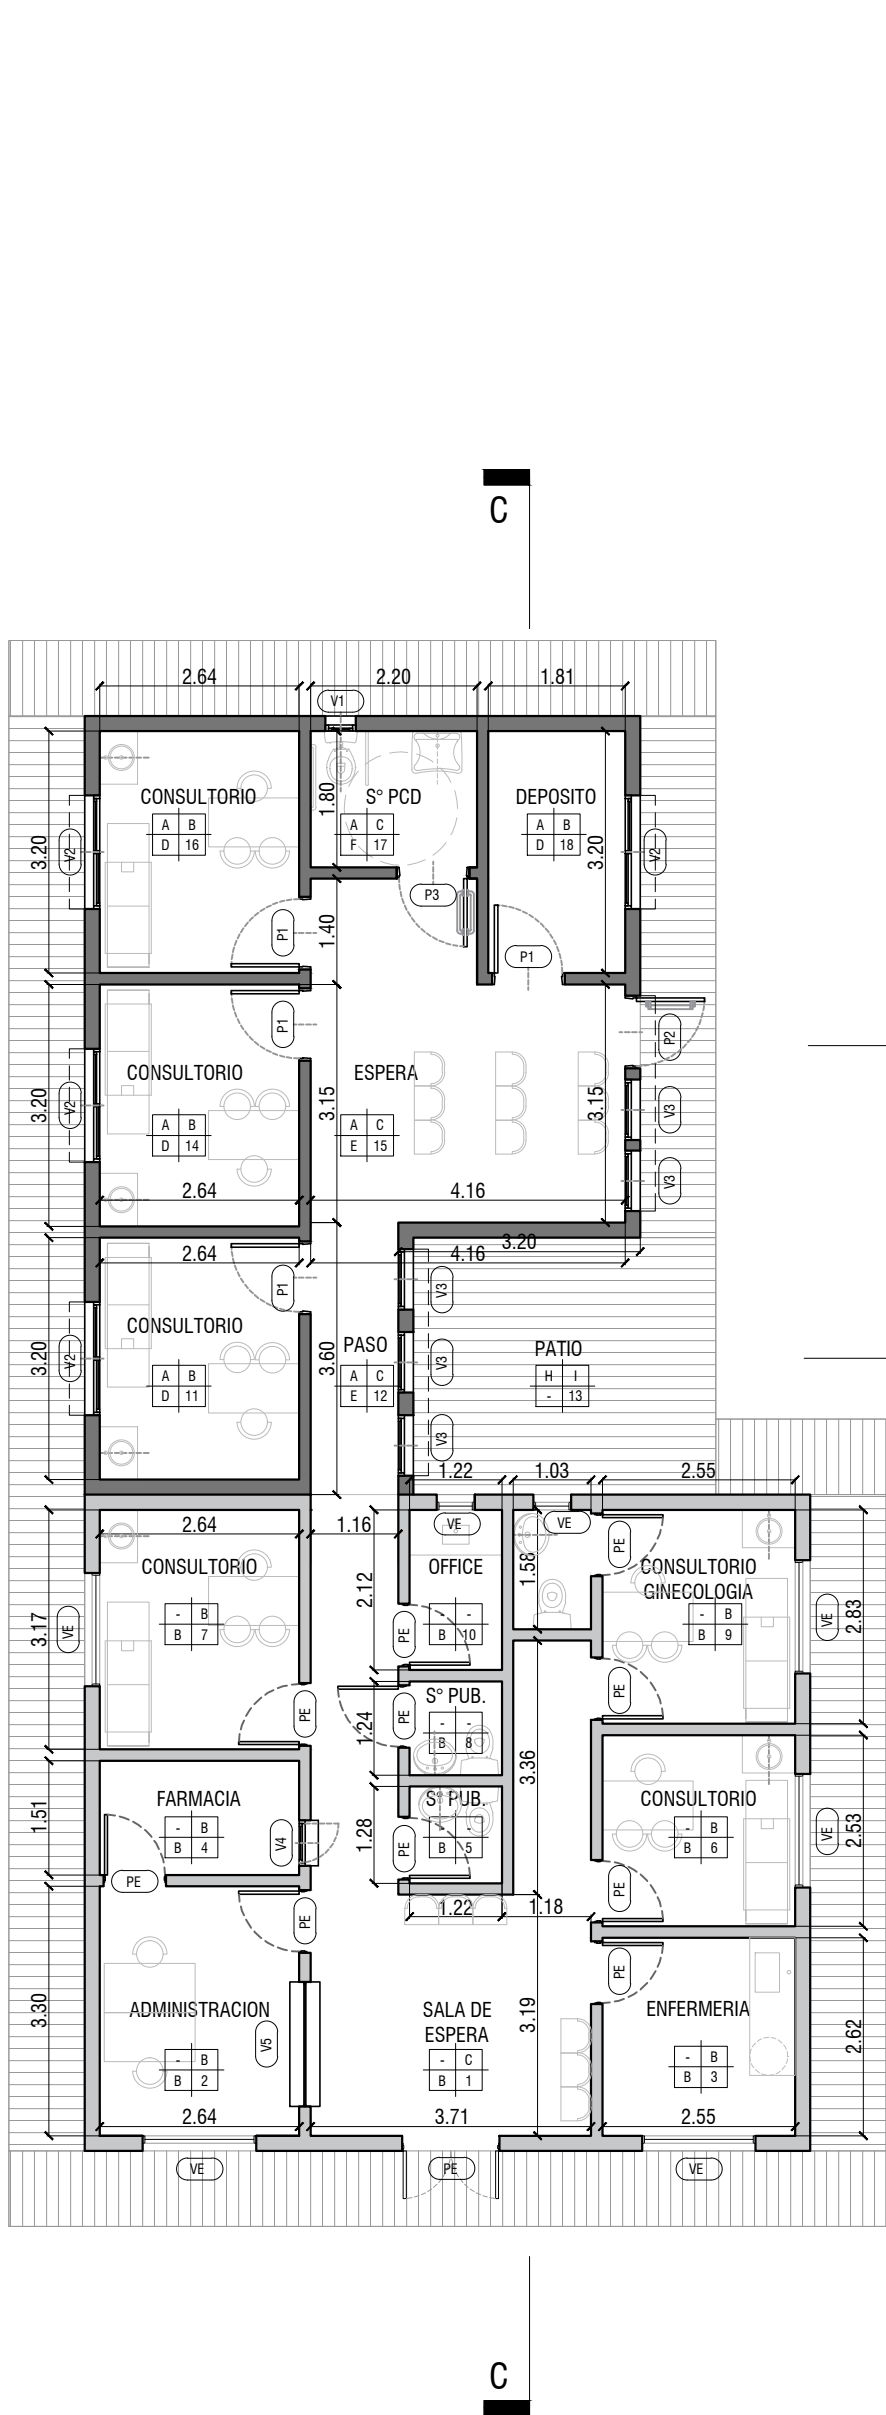 C
2.64
2.20
1.81
V1
CONSULTORIO
A B
D 16
3.20
V2
P1
1.80
S° PCD
A C
F 17
P3
DEPOSITO
A B
D 18
3.20
V2
P1
1.40
P1
P2
CONSULTORIO
A B
D 14
3.20
V2
2.64
ESPERA
A C
E 15
3.15
3.15
4.16
V3
V3
3.20
2.64
4.16
P1
CONSULTORIO
A B
D 11
3.20
V2
3.60
PASO
A C
E 12
V3
V3
V3
PATIO
H I
- 13
1.22
1.03
2.55
2.64
1.16
VE
VE
CONSULTORIO
- B
B 7
3.17
VE
PE
2.12
OFFICE
- -
B 10
PE
1.58
PE
CONSULTORIO
GINECOLOGIA
- B
B 9
PE
VE
2.83
S° PUB.
- -
B 8
PE
1.24
3.36
FARMACIA
- B
B 4
1.51
V4
PE
S° PUB.
- -
B 5
PE
1.28
CONSULTORIO
- B
B 6
PE
VE
2.53
1.22
1.18
PE
ADMINISTRACION
- B
B 2
V5
3.30
2.64
SALA DE
ESPERA
- C
B 1
3.19
3.71
PE
ENFERMERIA
- B
B 3
2.62
2.55
VE
PE
VE
C